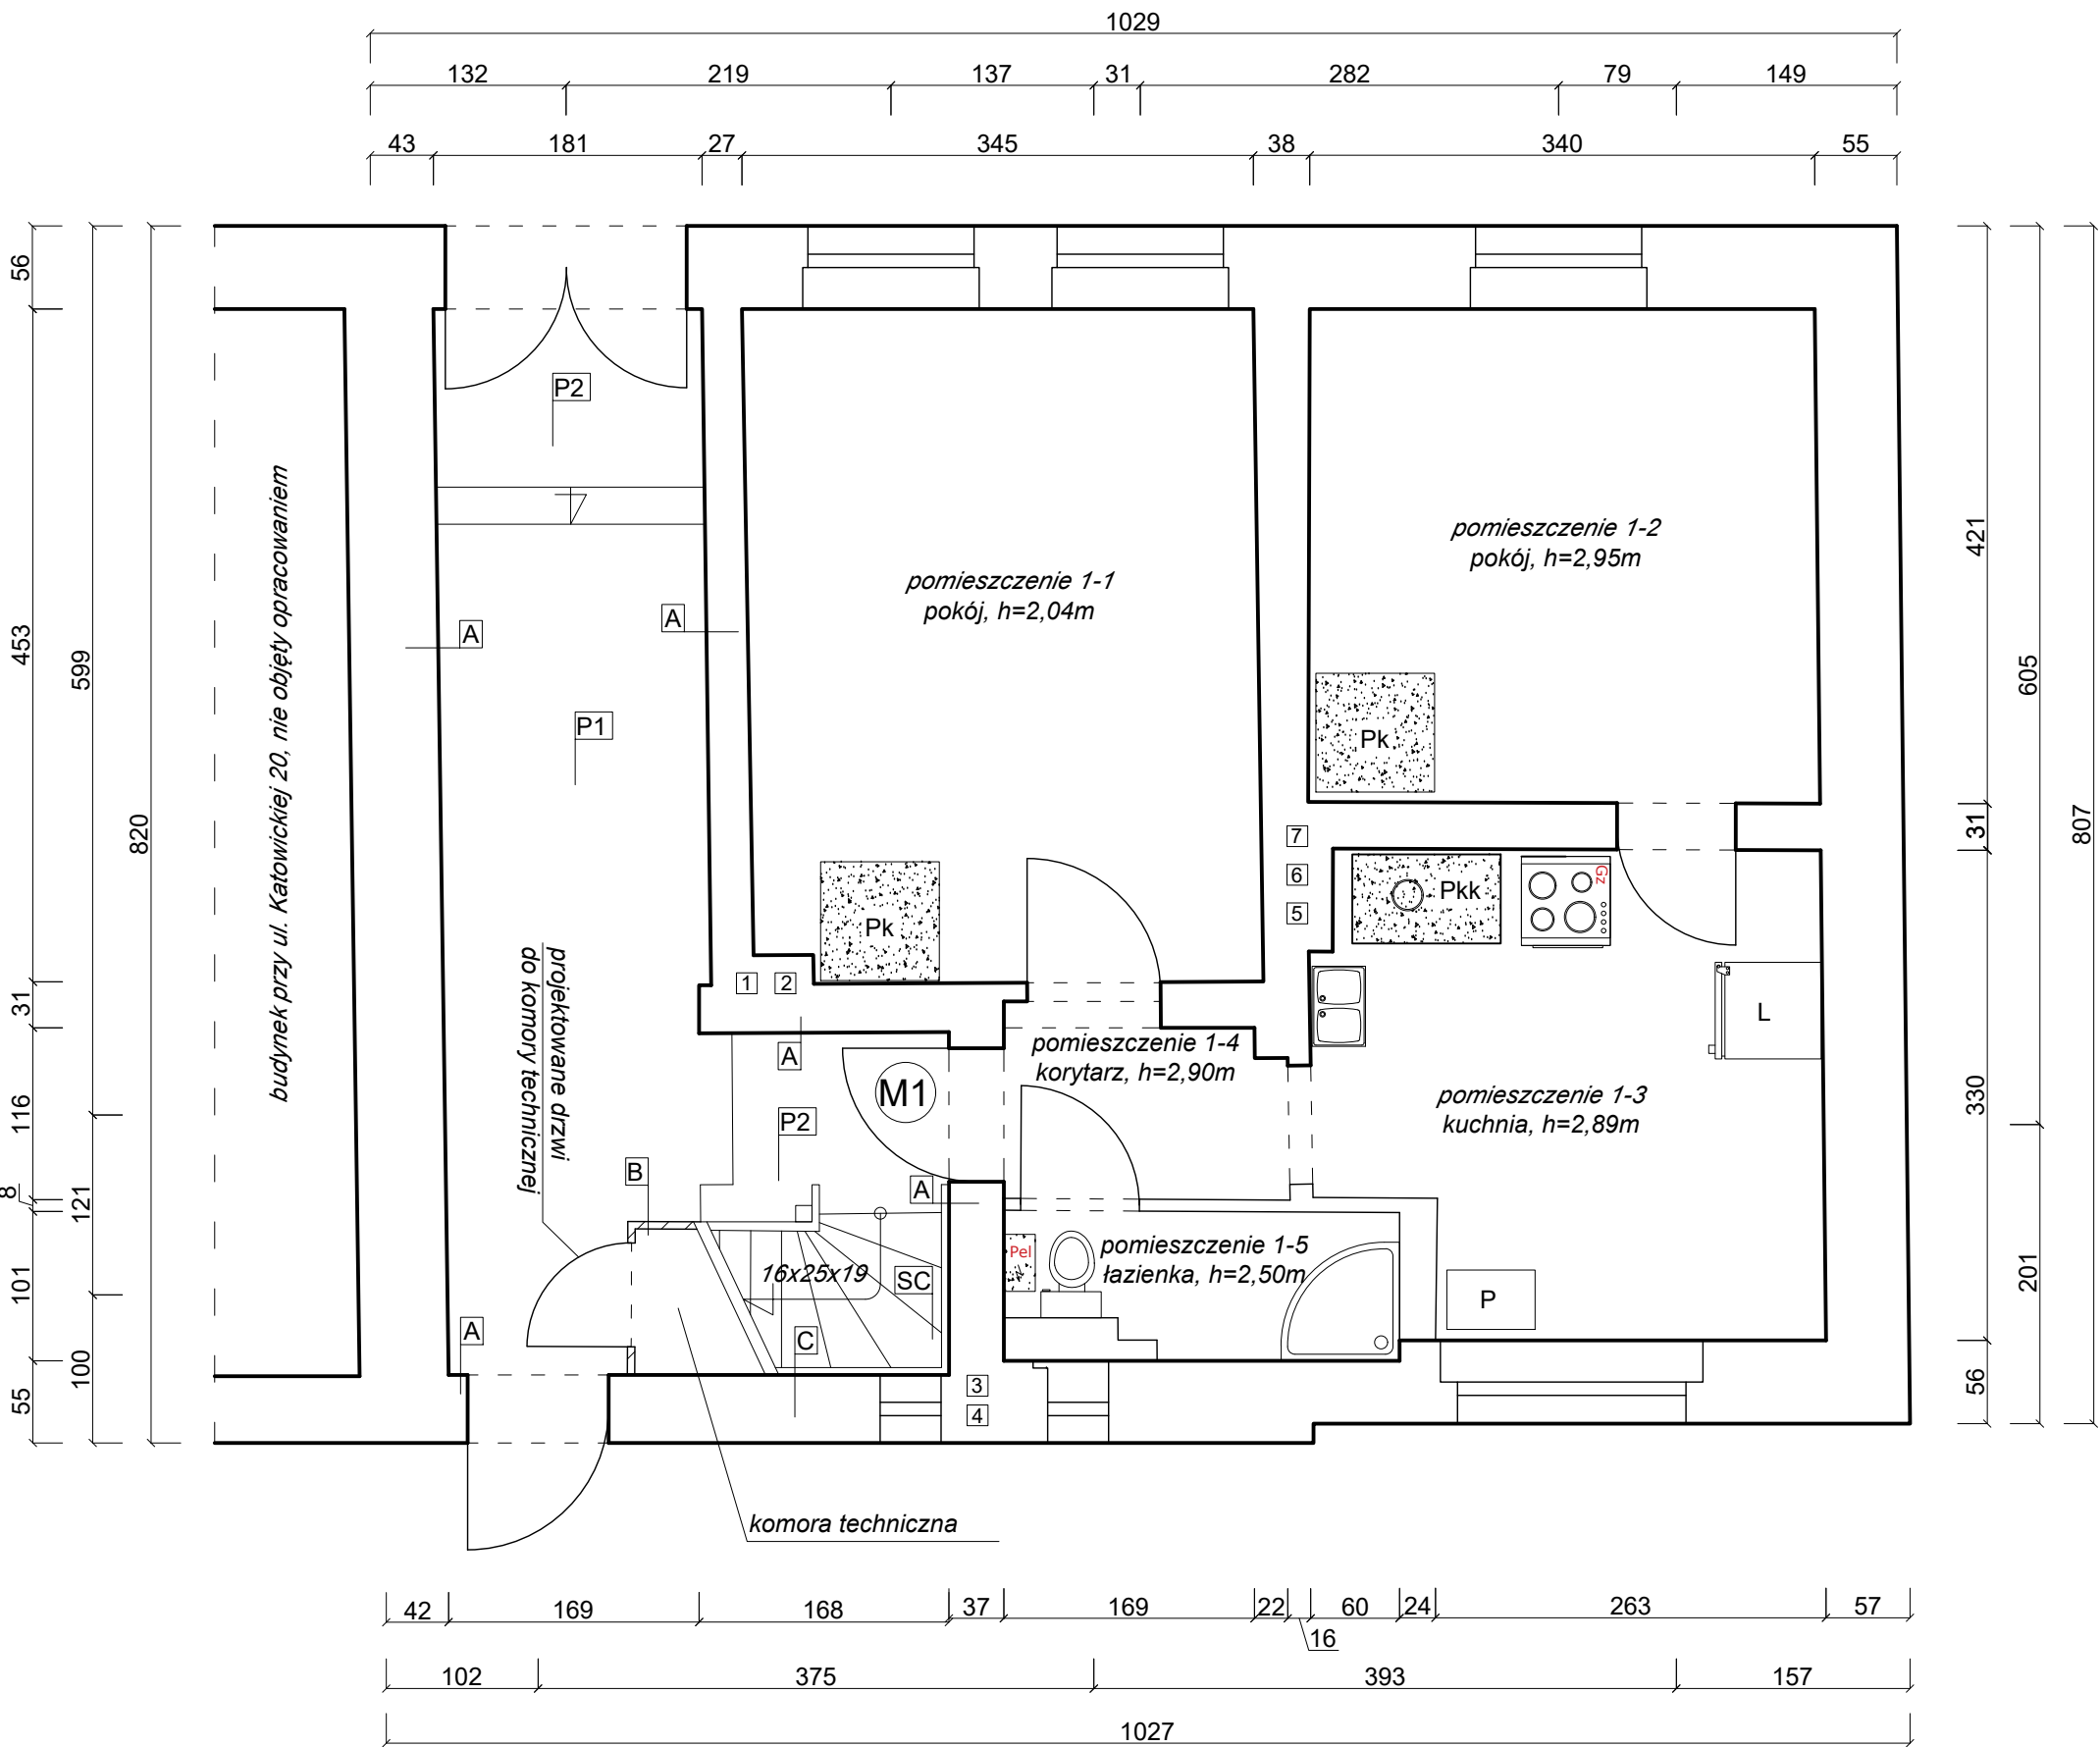 1029
132 219 137 31 282 79 149
43 181 27 345 38 340 55
56
453
31
116
8
101
55
599
121
100
820
421
31
330
56
605
201
807
P2
budynek przy ul. Katowickiej 20, nie objęty opracowaniem
pomieszczenie 1-1
pokój, h=2,04m
pomieszczenie 1-2
pokój, h=2,95m
A
A
P1
Pk
Pk
7
6
5
Pkk
Gz
1 2
L
projektowane drzwi
do komory technicznej
A
M1
pomieszczenie 1-4
korytarz, h=2,90m
pomieszczenie 1-3
kuchnia, h=2,89m
P2
B
A
Pel
pomieszczenie 1-5
łazienka, h=2,50m
16x25x19
SC
P
A
C
3
4
komora techniczna
42 169 168 37 169 22 60 24 263 57
16
102 375 393 157
1027